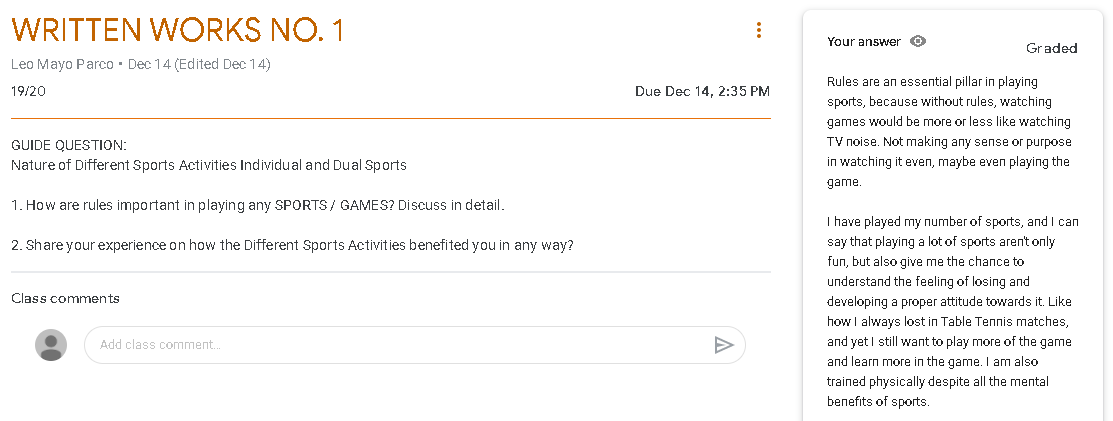 WRITTEN WORKS NO. 1
Leo Mayo Parco • Dec 14 (Edited Dec 14)
19/20
Due Dec 14, 2:35 PM
GUIDE QUESTION:
Nature of Different Sports Activities Individual and Dual Sports
1. How are rules important in playing any SPORTS / GAMES? Discuss in detail.
2. Share your experience on how the Different Sports Activities benefited you in any way?
Class comments
Add class comment...
Your answer
Graded
Rules are an essential pillar in playing
sports, because without rules, watching
games would be more or less like watching
TV noise. Not making any sense or purpose
in watching it even, maybe even playing the
game.
I have played my number of sports, and I can
say that playing a lot of sports aren't only
fun, but also give me the chance to
understand the feeling of losing and
developing a proper attitude towards it. Like
how I always lost in Table Tennis matches,
and yet I still want to play more of the game
and learn more in the game. I am also
trained physically despite all the mental
benefits of sports.